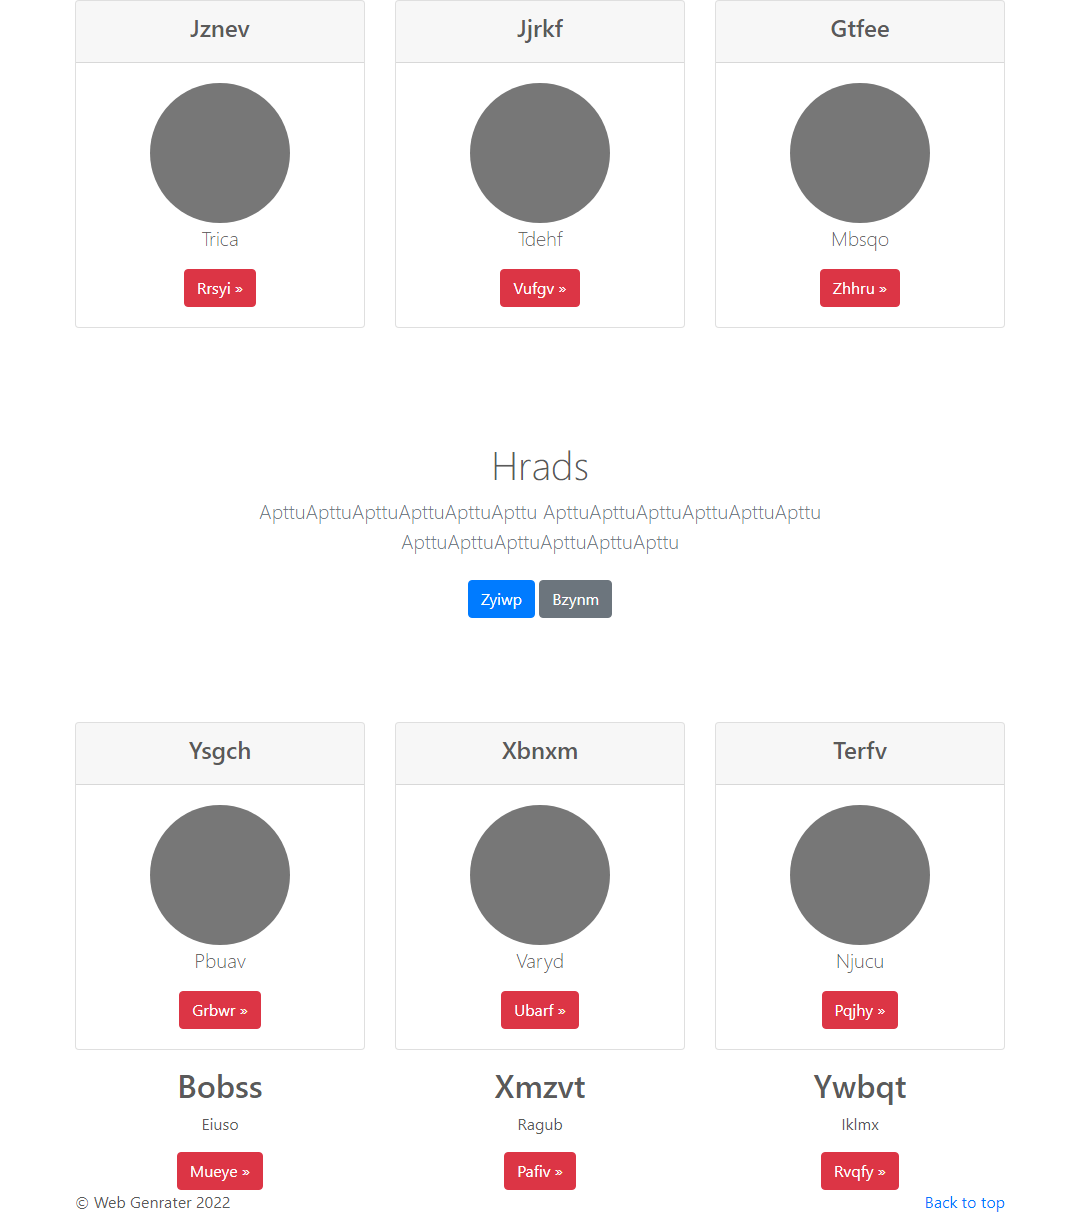 Jznev
Jjrkf
Gtfee
Trica
Tdehf
Mbsqo
Rrsyi »
Vufgv »
Zhhru »
Hrads
ApttuApttuApttuApttuApttuApttu ApttuApttuApttuApttuApttuApttu
ApttuApttuApttuApttuApttuApttu
Zyiwp
Bzynm
Ysgch
Xbnxm
Terfv
Pbuav
Varyd
Njucu
Grbwr »
Ubarf »
Pqjhy »
Bobss
Xmzvt
Ywbqt
Eiuso
Ragub
Iklmx
Mueye »
Pafiv »
Rvqfy »
© Web Genrater 2022
Back to top